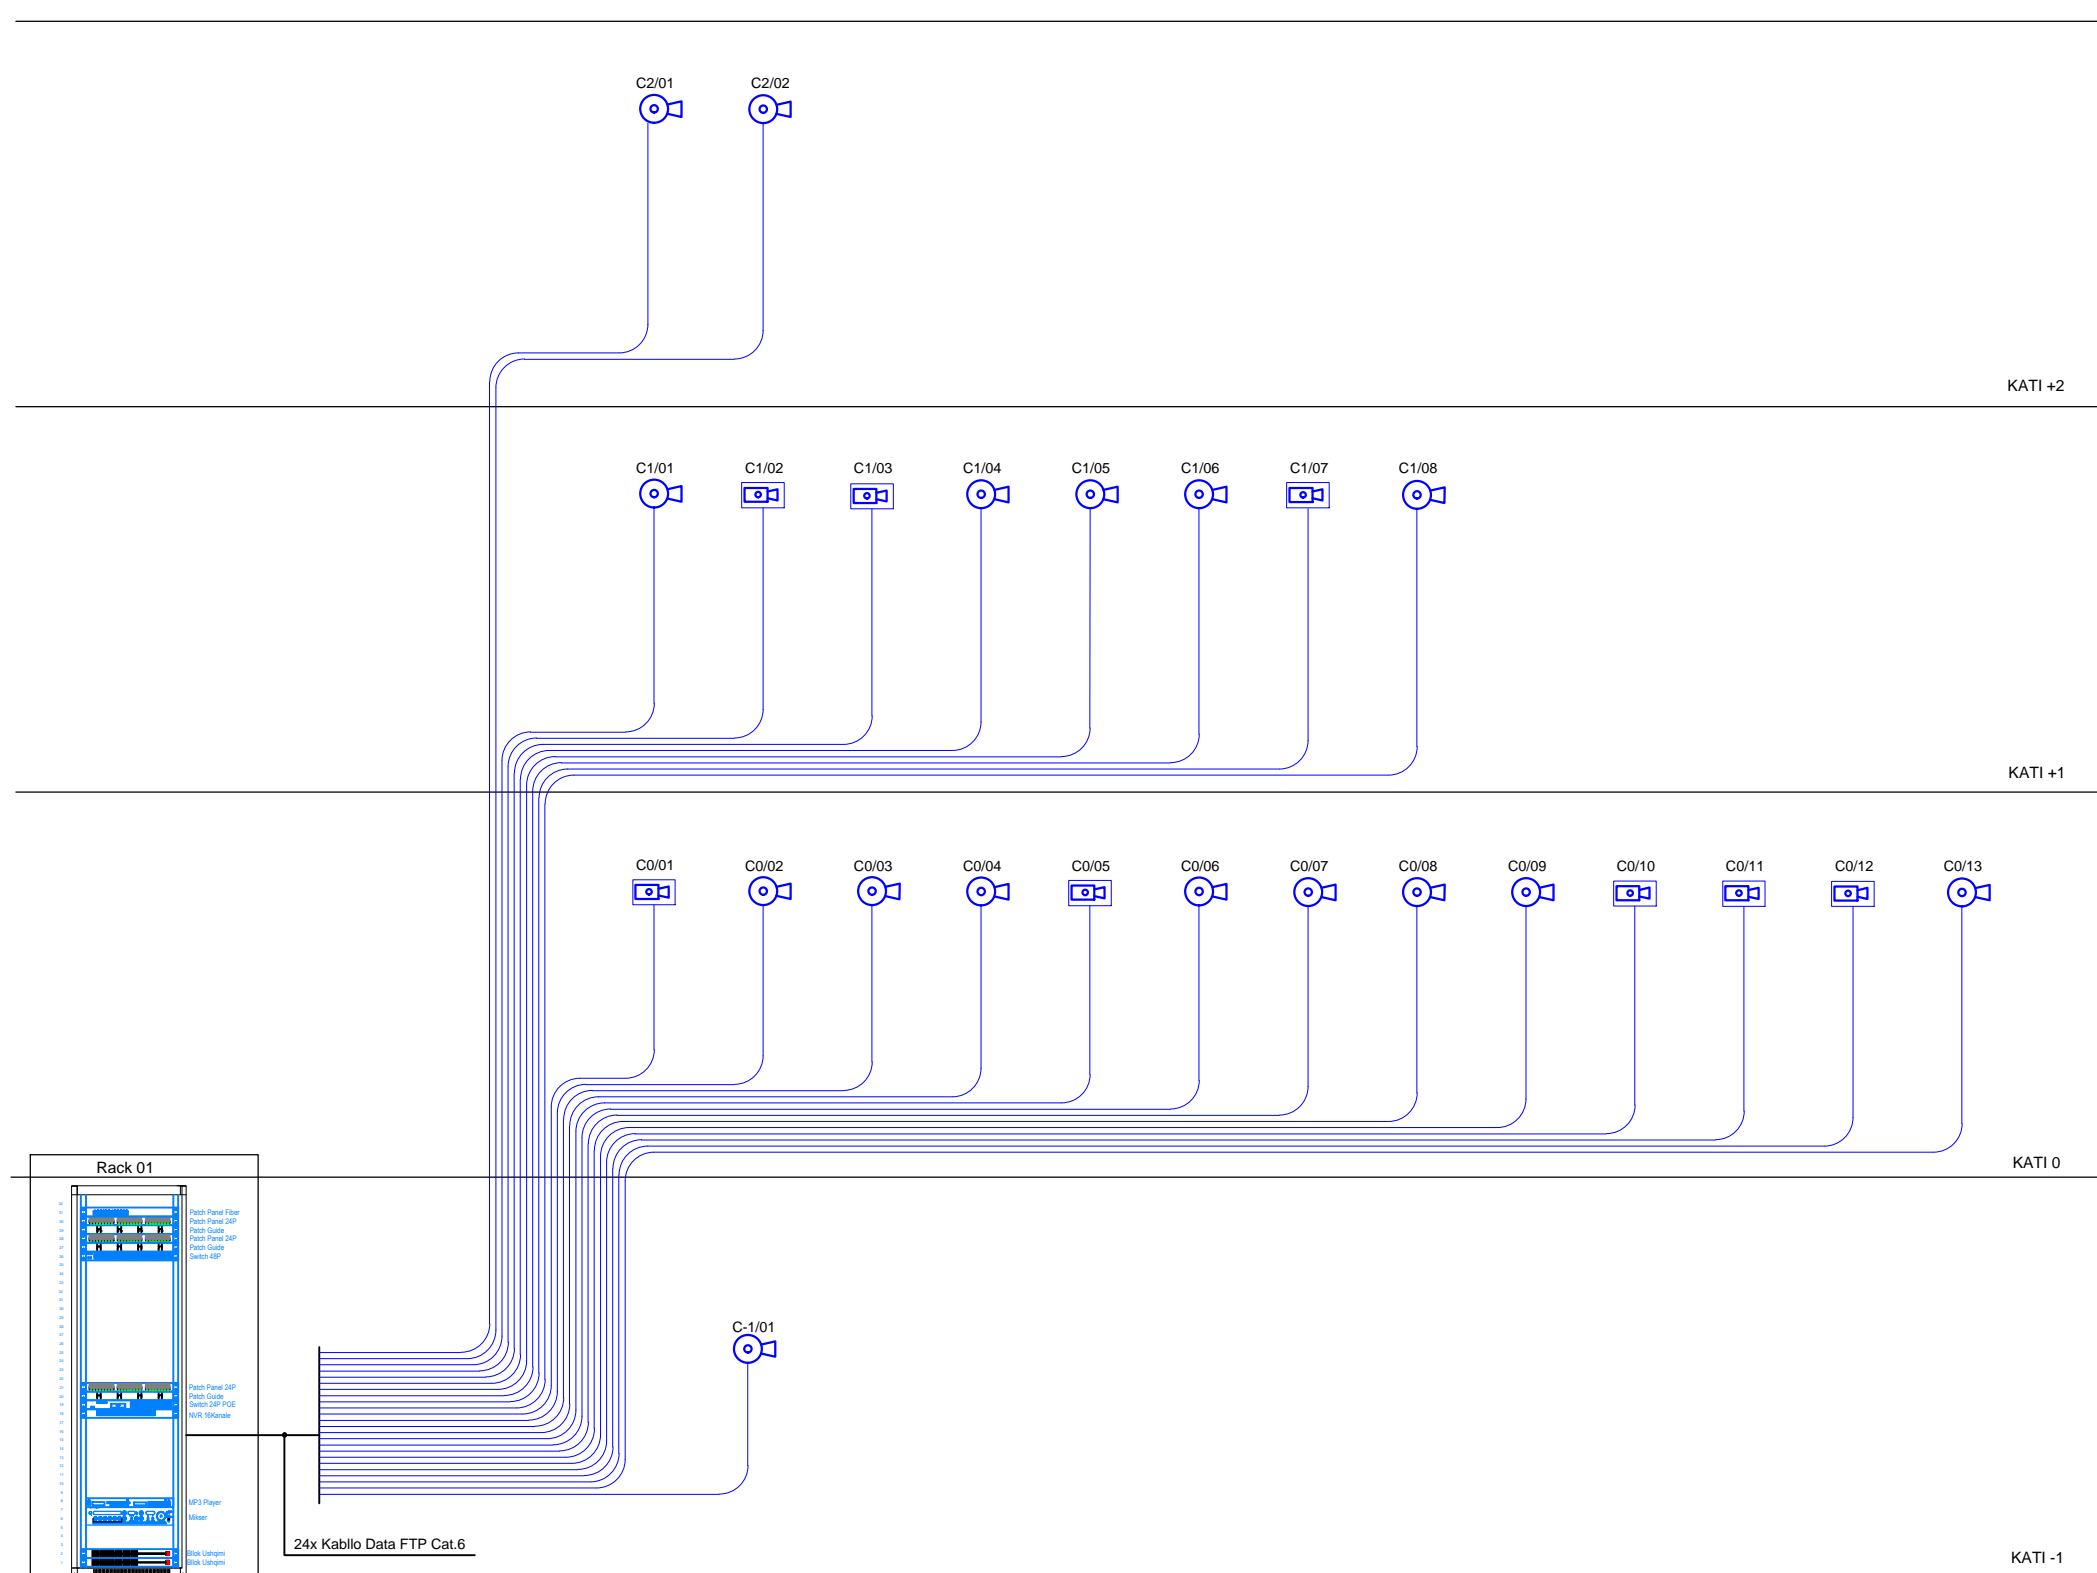 C2/01 C2/02
KATI +2
C1/01 C1/02 C1/03 C1/04 C1/05 C1/06 C1/07 C1/08
KATI +1
C0/01 C0/02 C0/03 C0/04 C0/05 C0/06 C0/07 C0/08 C0/09 C0/10 C0/11 C0/12 C0/13
KATI 0
Rack 01
Patch Panel Fiber
Patch Panel 24P
Patch Guide
Patch Panel 24P
Patch Guide
Switch 48P
C-1/01
Patch Panel 24P
Patch Guide
Switch 24P POE
NVR 16Kanale
MP3 Player
Mikser
24x Kabllo Data FTP Cat.6
Bllok Ushqimi
Bllok Ushqimi
KATI -1